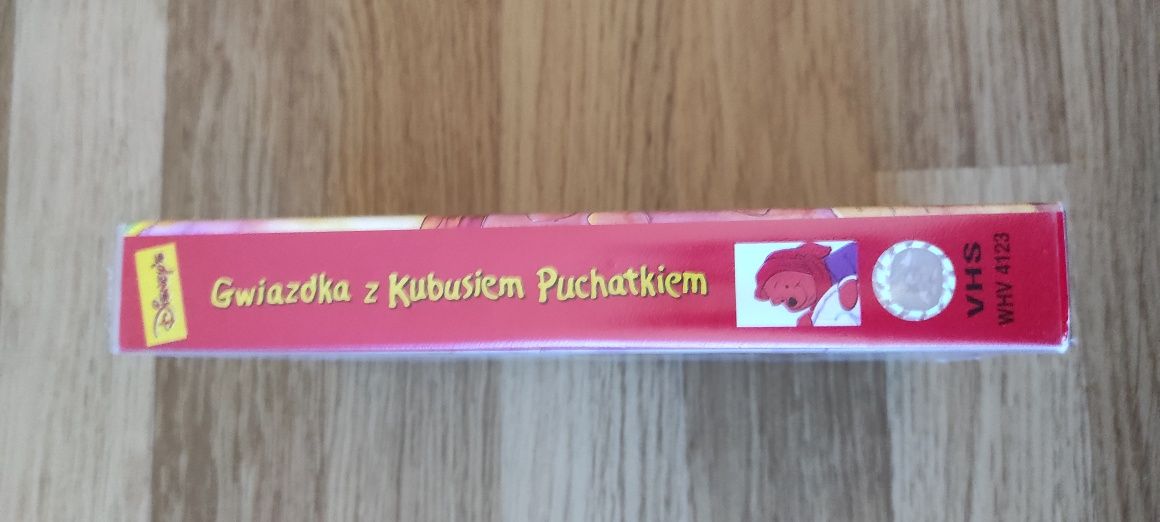 Disney's
Gwiazdka z Kubusiem Puchatkiem
VHS
WHV 4123